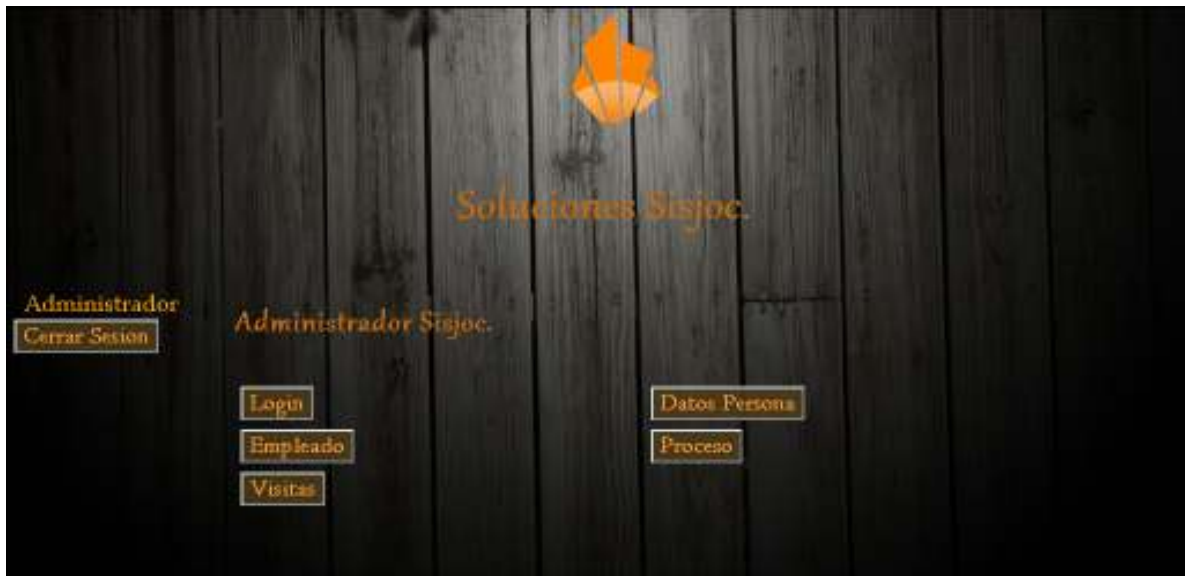 Soluciones Sisjoc.
Administrador
Cerrar Sesion
Administrador Sisjoc.
Login
Datos Persona
Empleado
Proceso
Visitas